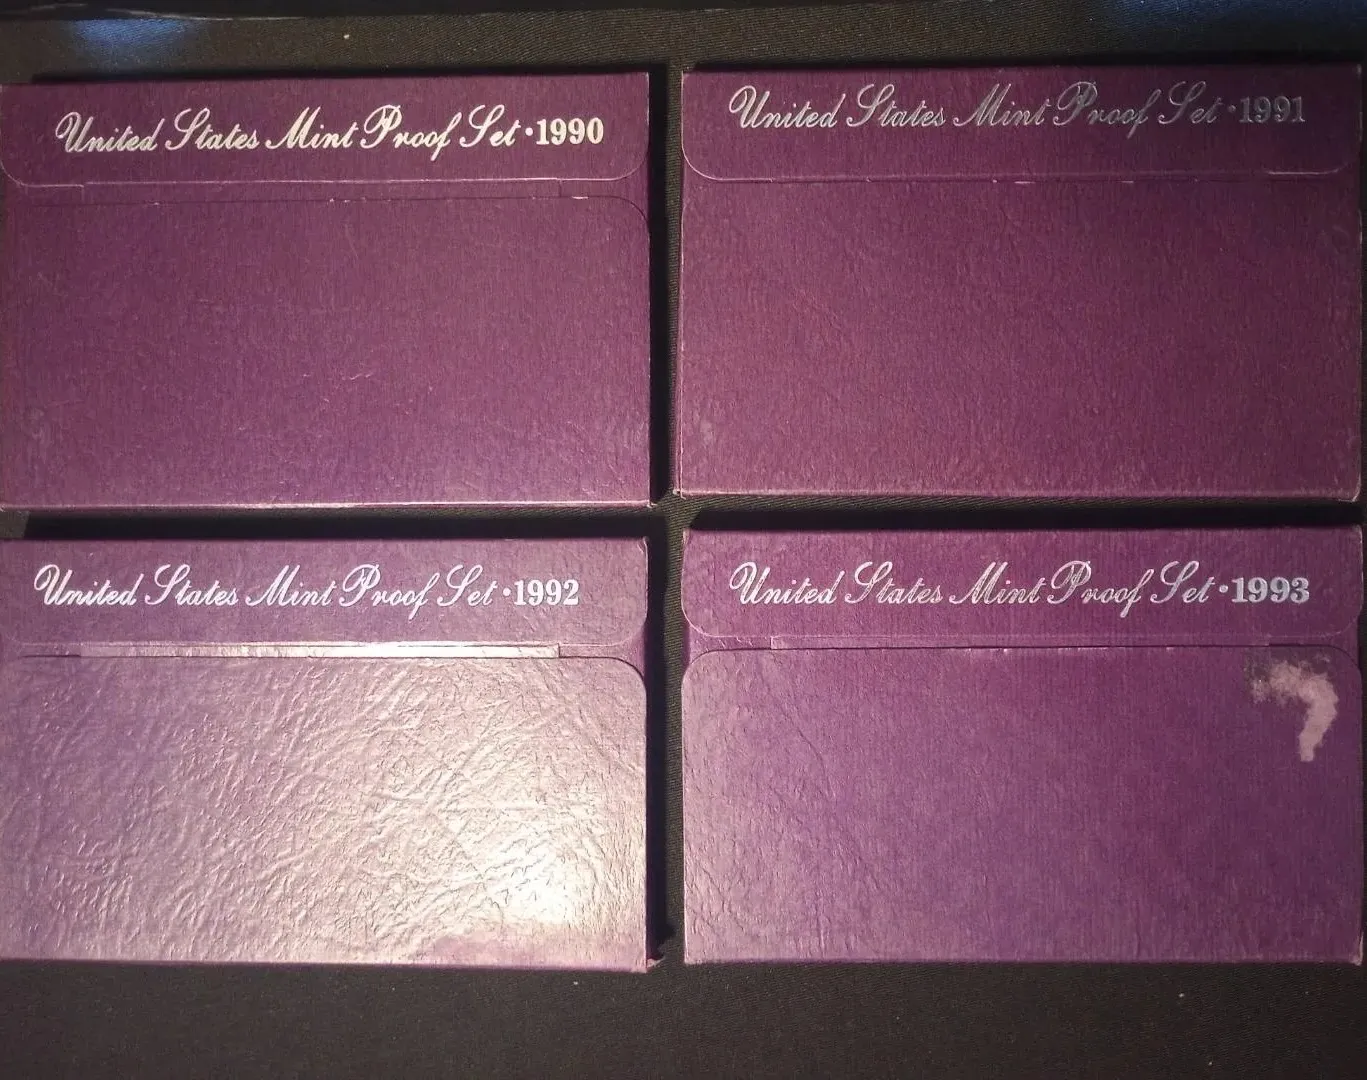 United States Mint Proof Set • 1990
United States Mint Proof Set • 1991
United States Mint Proof Set • 1992
United States Mint Proof Set • 1993